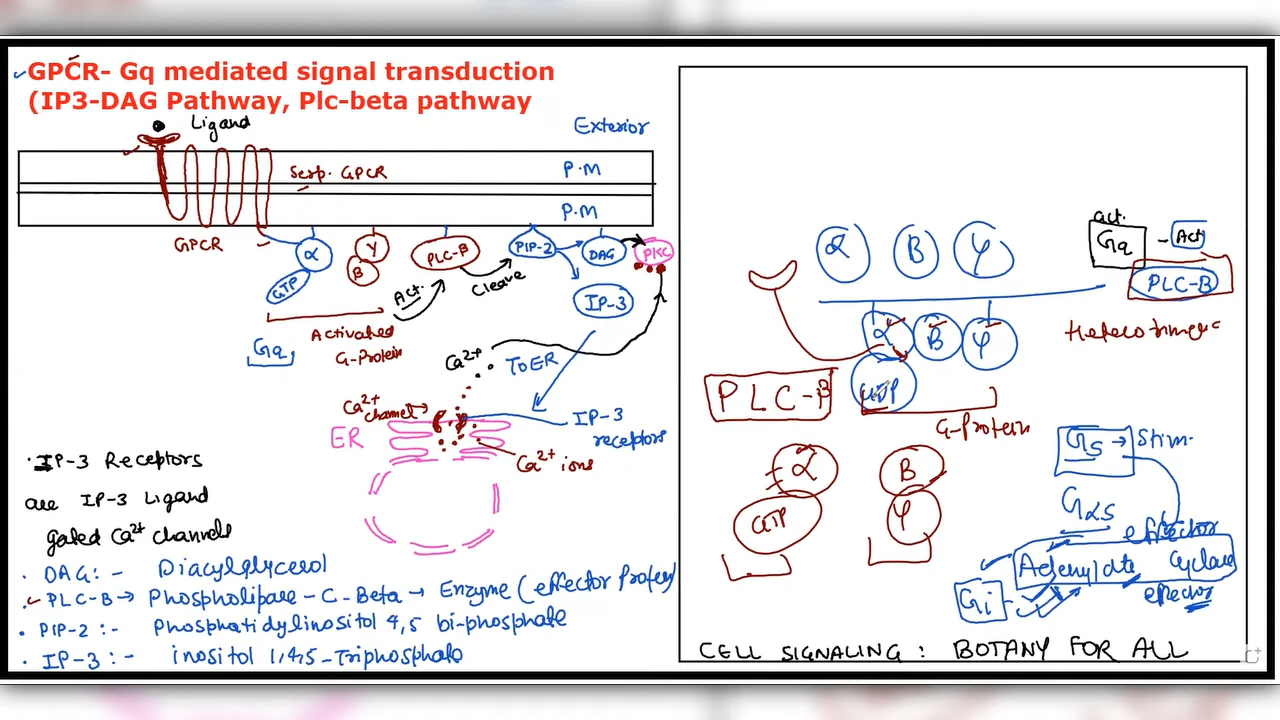 GPCR- Gq mediated signal transduction
(IP3-DAG Pathway, Plc-beta pathway
Ligand
Exterior
P.M
Serp. GPCR
P.M
GPCR
α
γ
B
GTP
PLC-B
PIP-2
DAG
PKC
Act.
Cleave
IP-3
Activated
G-Protein
Gq
Ca2+
To ER
Ca2+
channel
IP-3
receptors
ER
Ca2+ ions
IP-3 Receptors
are IP-3 Ligand
gated Ca2+ channels
DAG:- Diacylglycerol
PLC-B → Phospholipase-C-Beta → Enzyme (effector Protein)
PIP-2:- Phosphatidylinositol 4,5 bi-phosphate
IP-3:- inositol 1,4,5-Triphosphate
α B γ
act.
Gq - Act
PLC-B
Heterotrimeric
α B γ
PLC-B
G-Protein
α B
GTP γ
Gs → Stim.
Gαs
effector
Adenylate Cyclase
Gi
effector
CELL SIGNALING: BOTANY FOR ALL